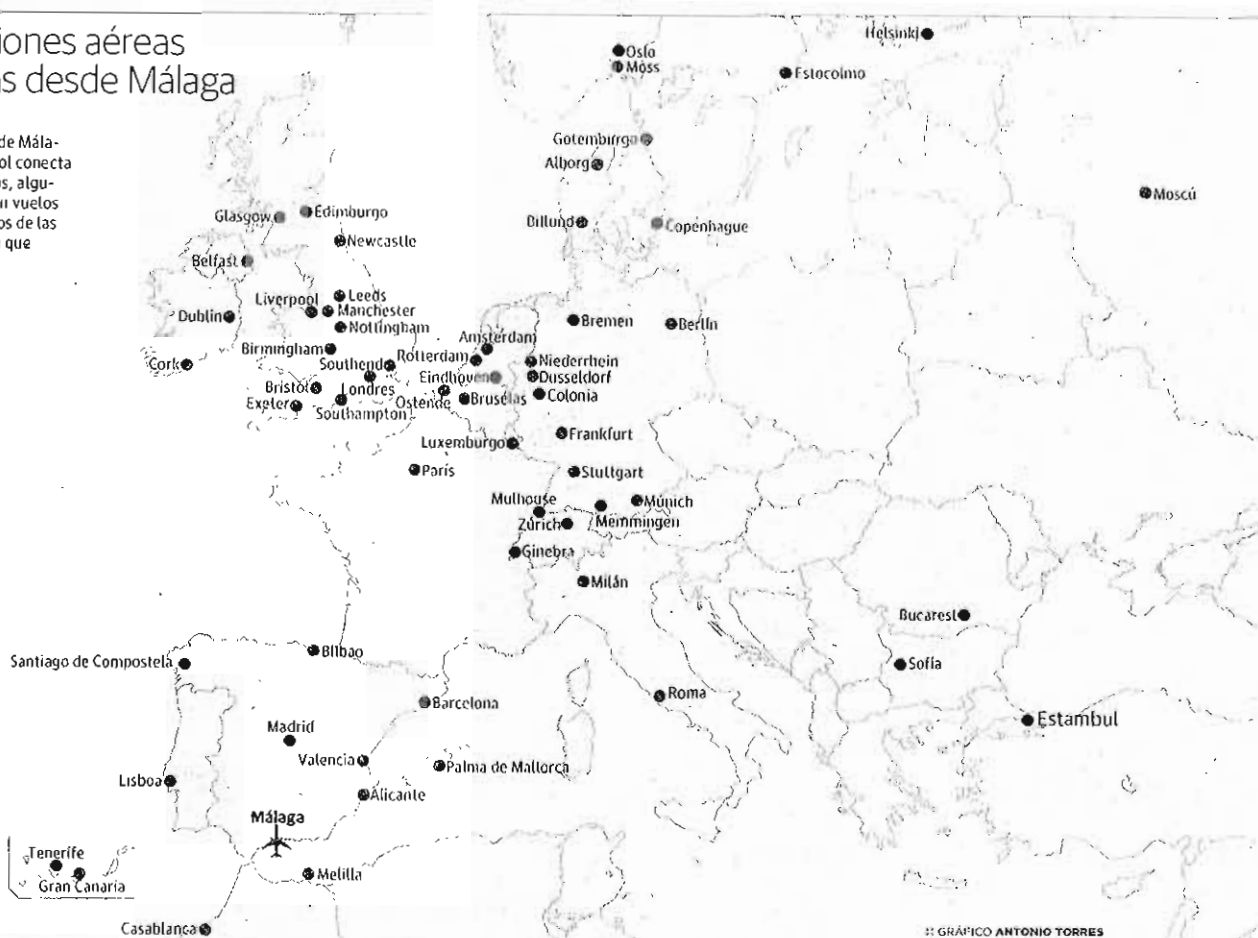 iones aéreas
s desde Málaga
de Mála-
ol conecta
s, algu-
n vuelos
os de las
que
Helsinki
Oslo
Moss
Estocolmo
Gotemburgo
Alborg
Moscú
Glasgow
Edimburgo
Billund
Copenhague
Newcastle
Belfast
Liverpool
Leeds
Manchester
Dublín
Nottingham
Bremen
Berlín
Amsterdam
Birmingham
Cork
Southend
Rotterdam
Niederrhein
Eindhoven
Dusseldorf
Bristol
Londres
Ostende
Bruselas
Colonia
Exeter
Southampton
Luxemburgo
Frankfurt
París
Stuttgart
Mulhouse
Múnich
Zúrich
Memmingen
Ginebra
Milán
Bucarest
Bilbao
Santiago de Compostela
Sofía
Roma
Barcelona
Estambul
Madrid
Valencia
Palma de Mallorca
Lisboa
Alicante
Málaga
Tenerife
Melilla
Gran Canaria
Casablanca
:: GRÁFICO ANTONIO TORRES